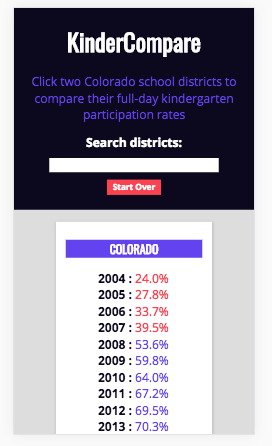 KinderCompare
Click two Colorado school districts to
compare their full-day kindergarten
participation rates
Search districts:
Start Over
COLORADO
2004 : 24.0%
2005 : 27.8%
2006 : 33.7%
2007 : 39.5%
2008 : 53.6%
2009 : 59.8%
2010 : 64.0%
2011 : 67.2%
2012 : 69.5%
2013 : 70.3%